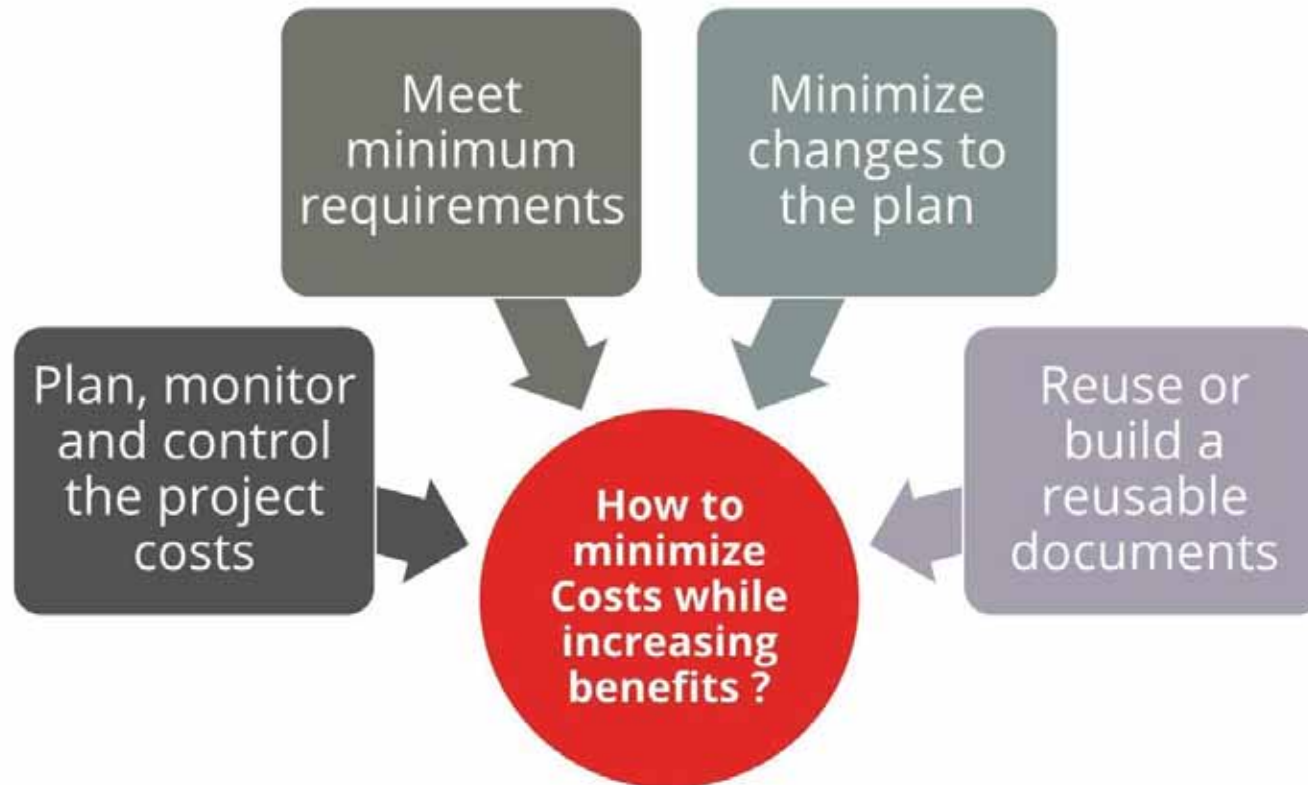 Meet
minimum
requirements
Minimize
changes to
the plan
Plan, monitor
and control
the project
costs
Reuse or
build a
reusable
documents
How to
minimize
Costs while
increasing
benefits ?